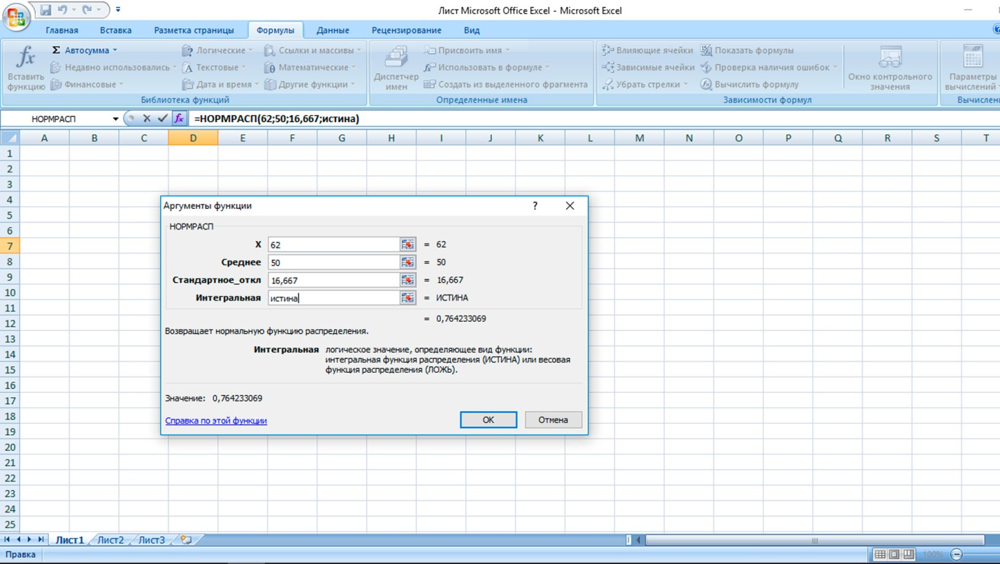 Лист Microsoft Office Excel - Microsoft Excel
Главная Вставка Разметка страницы Формулы Данные Рецензирование Вид
Вставить функцию
Σ Автосумма
Недавно использовались
Финансовые
Логические
Текстовые
Дата и время
Ссылки и массивы
Математические
Другие функции
Библиотека функций
Диспетчер имен
Присвоить имя
Использовать в формуле
Создать из выделенного фрагмента
Определенные имена
Влияющие ячейки
Зависимые ячейки
Убрать стрелки
Показать формулы
Проверка наличия ошибок
Вычислить формулу
Зависимости формул
Окно контрольного значения
Параметры вычислений
Вычислени
НОРМРАСП fx =НОРМРАСП(62;50;16,667;истина)
A B C D E F G H I J K L M N O P Q R S T
1
2
3
4
5
6
7
8
9
10
11
12
13
14
15
16
17
18
19
20
21
22
23
24
25
Аргументы функции ?
НОРМРАСП
X 62 = 62
Среднее 50 = 50
Стандартное_откл 16,667 = 16,667
Интегральная истина = ИСТИНА
= 0,764233069
Возвращает нормальную функцию распределения.
Интегральная логическое значение, определяющее вид функции:
интегральная функция распределения (ИСТИНА) или весовая
функция распределения (ЛОЖЬ).
Значение: 0,764233069
Справка по этой функции
ОК Отмена
Лист1 Лист2 Лист3
Правка 100%